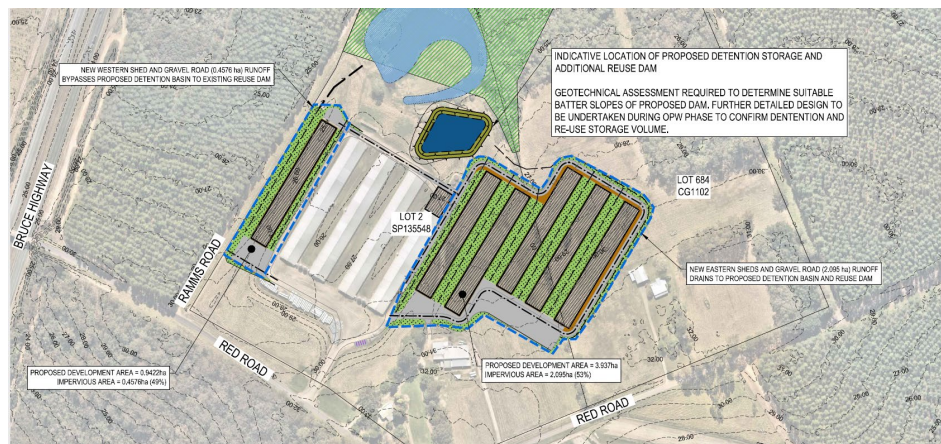 INDICATIVE LOCATION OF PROPOSED DETENTION STORAGE AND
ADDITIONAL REUSE DAM
GEOTECHNICAL ASSESSMENT REQUIRED TO DETERMINE SUITABLE
BATTER SLOPES OF PROPOSED DAM. FURTHER DETAILED DESIGN TO
BE UNDERTAKEN DURING OPW PHASE TO CONFIRM DENTENTION AND
RE-USE STORAGE VOLUME.
NEW WESTERN SHED AND GRAVEL ROAD (0.4576 ha) RUNOFF
BYPASSES PROPOSED DETENTION BASIN TO EXISTING REUSE DAM
LOT 684
CG1102
LOT 2
SP135548
BRUCE HIGHWAY
RAMMS ROAD
NEW EASTERN SHEDS AND GRAVEL ROAD (2.095 ha) RUNOFF
DRAINS TO PROPOSED DETENTION BASIN AND REUSE DAM
RED ROAD
PROPOSED DEVELOPMENT AREA = 0.9422ha
IMPERVIOUS AREA = 0.4576ha (49%)
PROPOSED DEVELOPMENT AREA = 3.937ha
IMPERVIOUS AREA = 2.095ha (53%)
RED ROAD